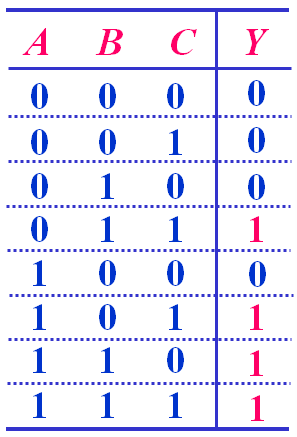 A B C Y
0 0 0 0
0 0 1 0
0 1 0 0
0 1 1 1
1 0 0 0
1 0 1 1
1 1 0 1
1 1 1 1